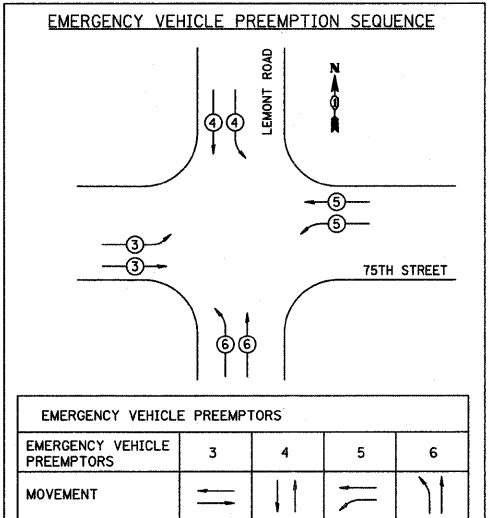 EMERGENCY VEHICLE PREEMPTION SEQUENCE
LEMONT ROAD
N
4 4
5
5
3
3
75TH STREET
6 6
EMERGENCY VEHICLE PREEMPTORS
EMERGENCY VEHICLE PREEMPTORS 3 4 5 6
MOVEMENT